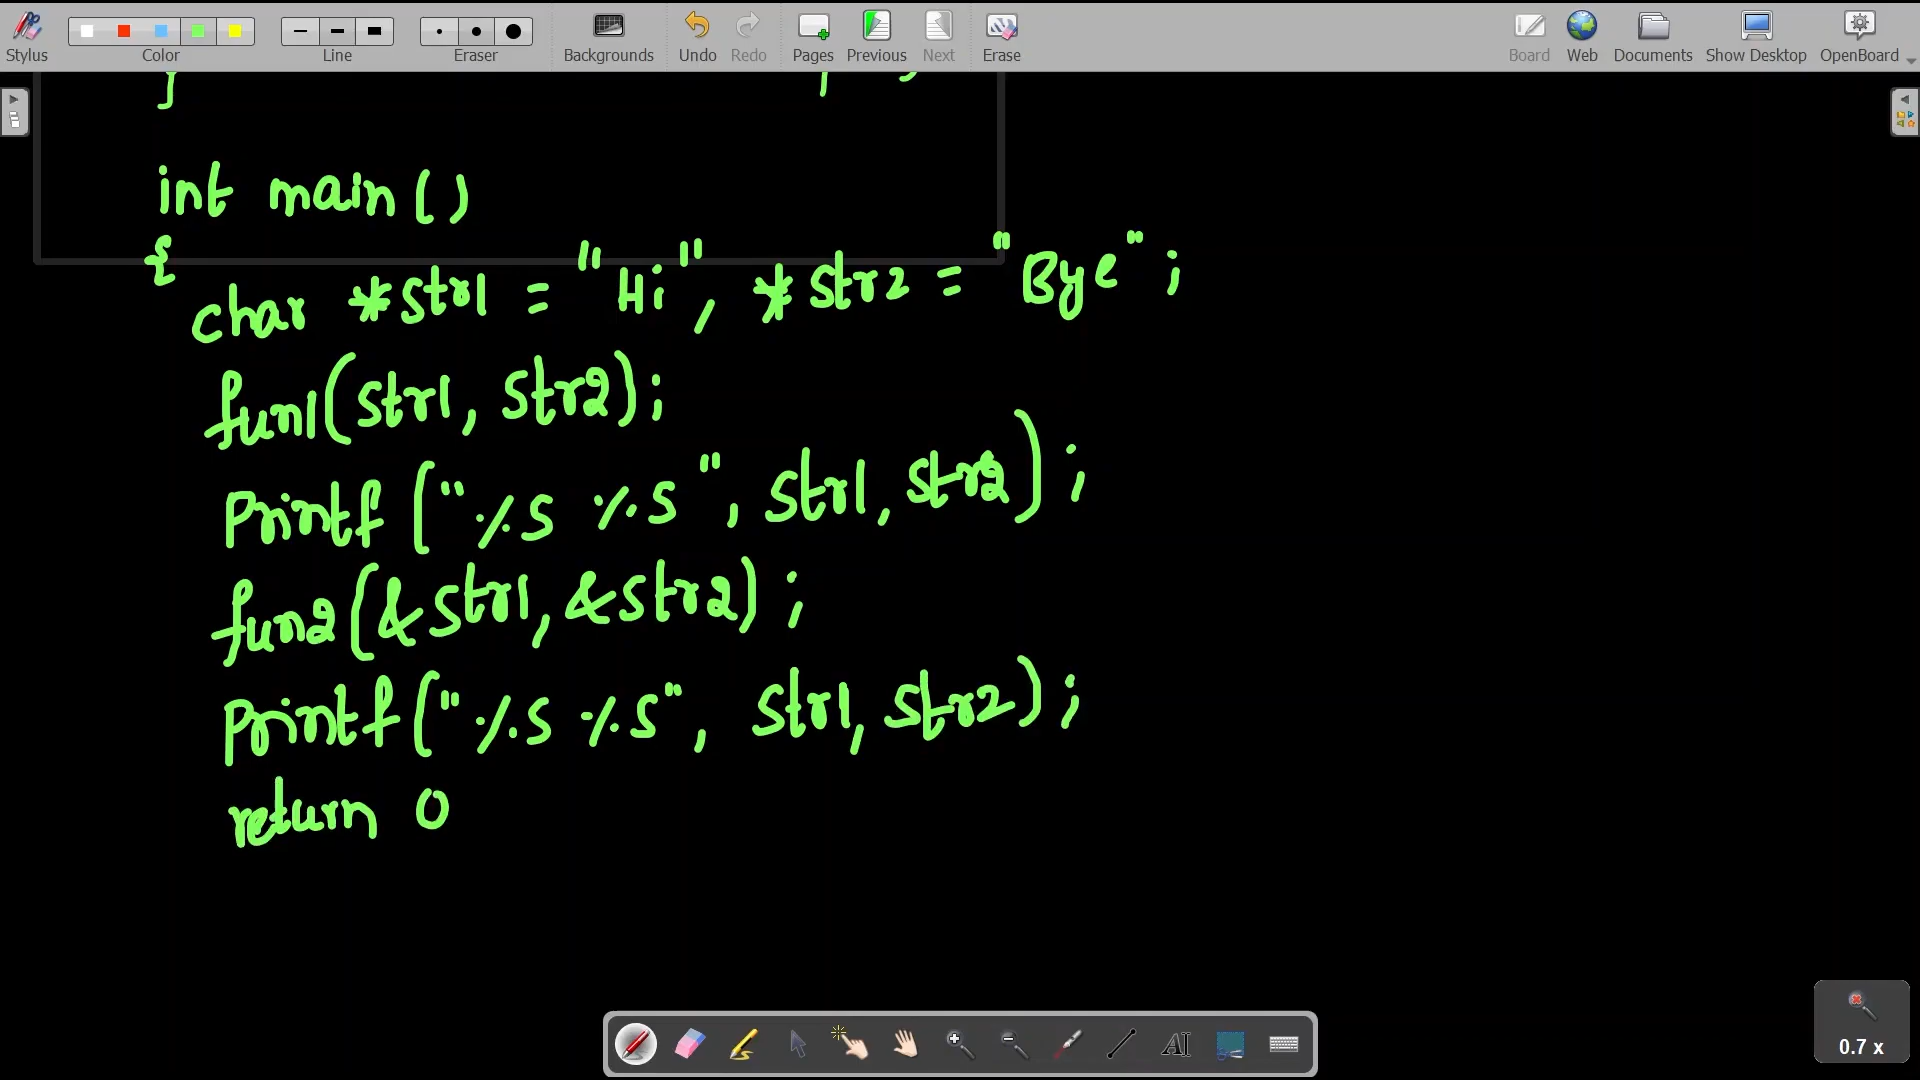 Stylus Color Line Eraser Backgrounds Undo Redo Pages Previous Next Erase Board Web Documents Show Desktop OpenBoard
}
int main()
{
char *str1 = "Hi", *str2 = "Bye";
fun1(str1, str2);
printf("%s %s", str1, str2);
fun2(&str1, &str2);
printf("%s %s", str1, str2);
return 0
AI
0.7 x